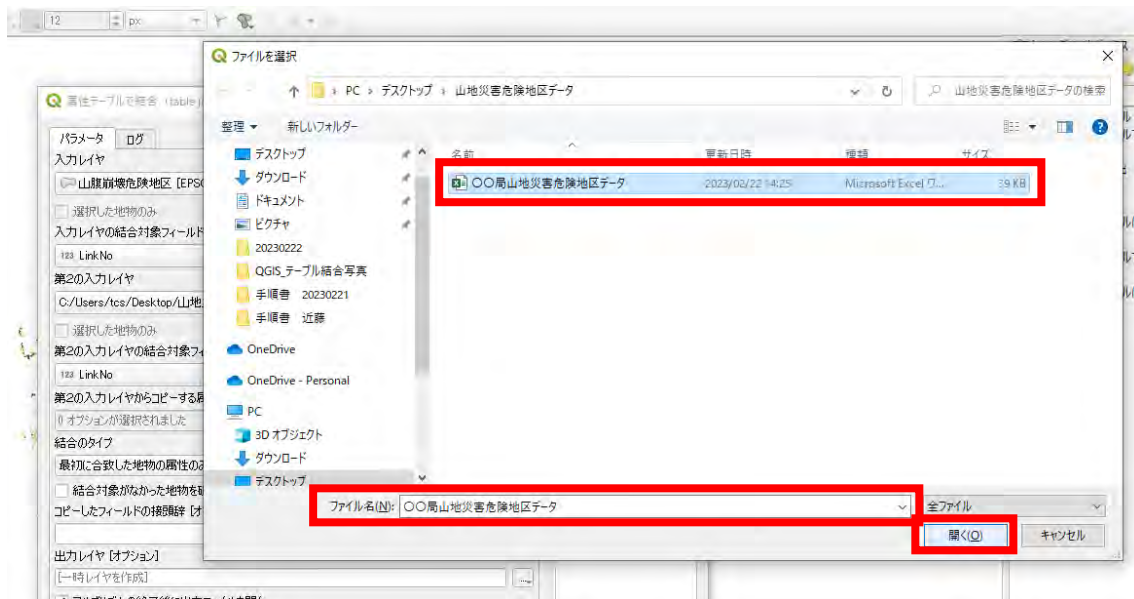 12 px
ファイルを選択
PC › デスクトップ › 山地災害危険地区データ
山地災害危険地区データの検索
整理 新しいフォルダー
名前 更新日時 種類 サイズ
〇〇局山地災害危険地区データ 2023/02/22 14:25 Microsoft Excel ワ... 39 KB
デスクトップ
ダウンロード
ドキュメント
ピクチャ
20230222
QGIS_テーブル結合写真
手順書 20230221
手順書 近藤
OneDrive
OneDrive - Personal
PC
3D オブジェクト
ダウンロード
デスクトップ
ファイル名(N): 〇〇局山地災害危険地区データ
全ファイル
開く(O) キャンセル
属性テーブルで結合 (table
パラメータ ログ
入力レイヤ
山腹崩壊危険地区 [EPS
選択した地物のみ
入力レイヤの結合対象フィールド
123 LinkNo
第2の入力レイヤ
C:/Users/tcs/Desktop/山地
選択した地物のみ
第2の入力レイヤの結合対象フィ
123 LinkNo
第2の入力レイヤからコピーする属
0 オプションが選択されました
結合のタイプ
最初に合致した地物の属性のみ
結合対象がなかった地物を破
コピーしたフィールドの接頭辞 [オ
出力レイヤ [オプション]
[一時レイヤを作成]
...